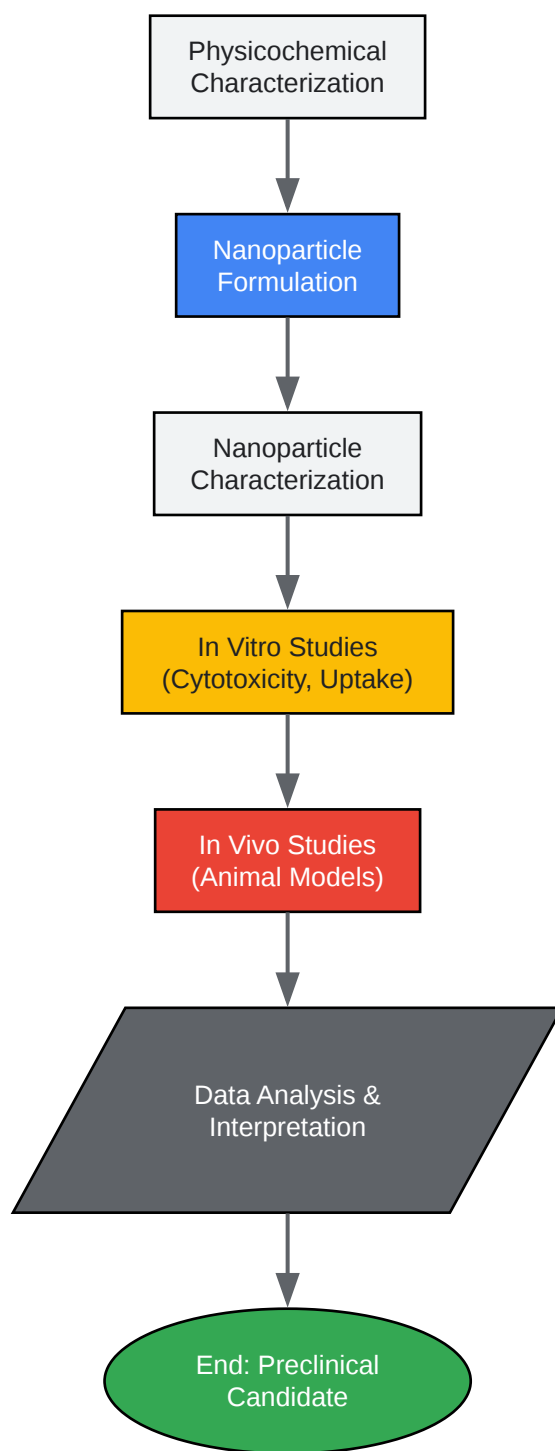 Physicochemical
Characterization
Nanoparticle
Formulation
Nanoparticle
Characterization
In Vitro Studies
(Cytotoxicity, Uptake)
In Vivo Studies
(Animal Models)
Data Analysis &
Interpretation
End: Preclinical
Candidate